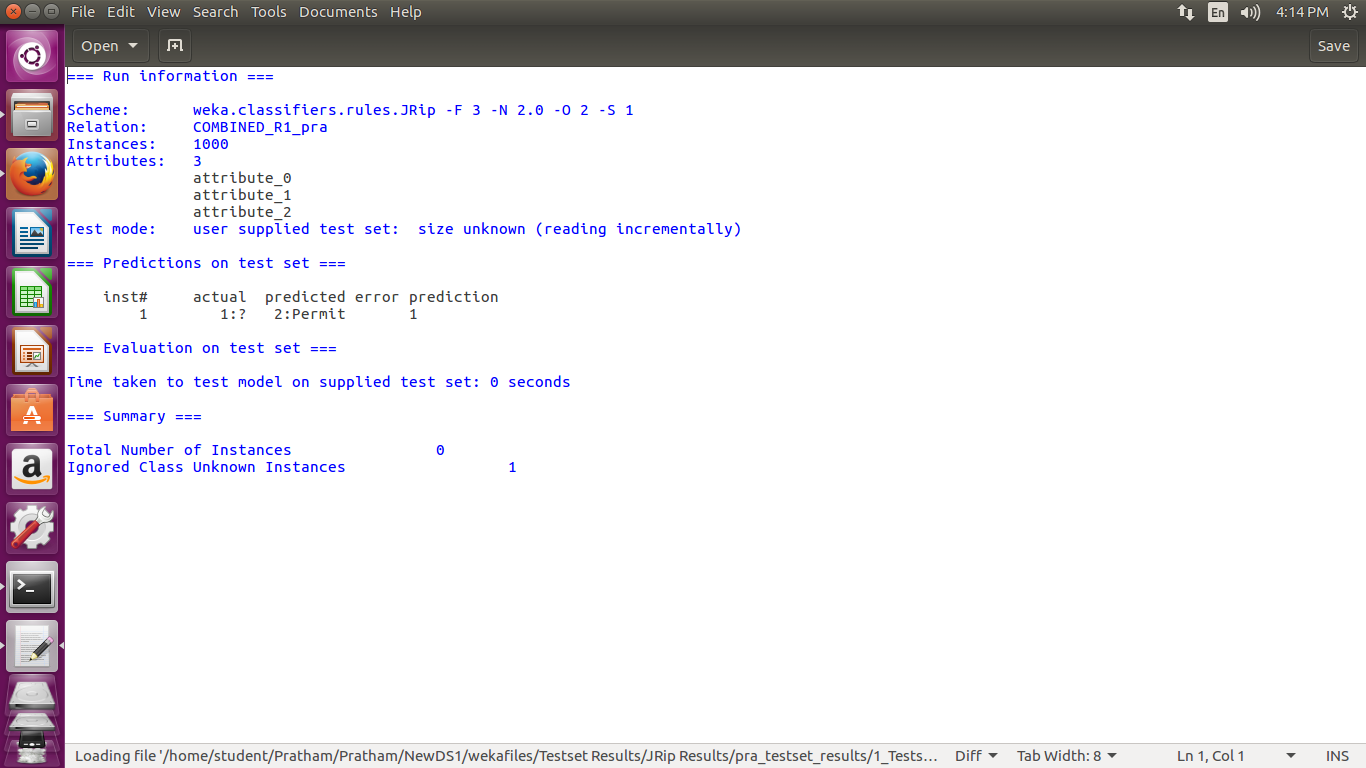 File Edit View Search Tools Documents Help En 4:14 PM
Open Save
=== Run information ===
Scheme: weka.classifiers.rules.JRip -F 3 -N 2.0 -O 2 -S 1
Relation: COMBINED_R1_pra
Instances: 1000
Attributes: 3
attribute_0
attribute_1
attribute_2
Test mode: user supplied test set: size unknown (reading incrementally)
=== Predictions on test set ===
inst# actual predicted error prediction
1 1:? 2:Permit 1
=== Evaluation on test set ===
Time taken to test model on supplied test set: 0 seconds
=== Summary ===
Total Number of Instances 0
Ignored Class Unknown Instances 1
Loading file '/home/student/Pratham/Pratham/NewDS1/wekafiles/Testset Results/JRip Results/pra_testset_results/1_Tests… Diff Tab Width: 8 Ln 1, Col 1 INS